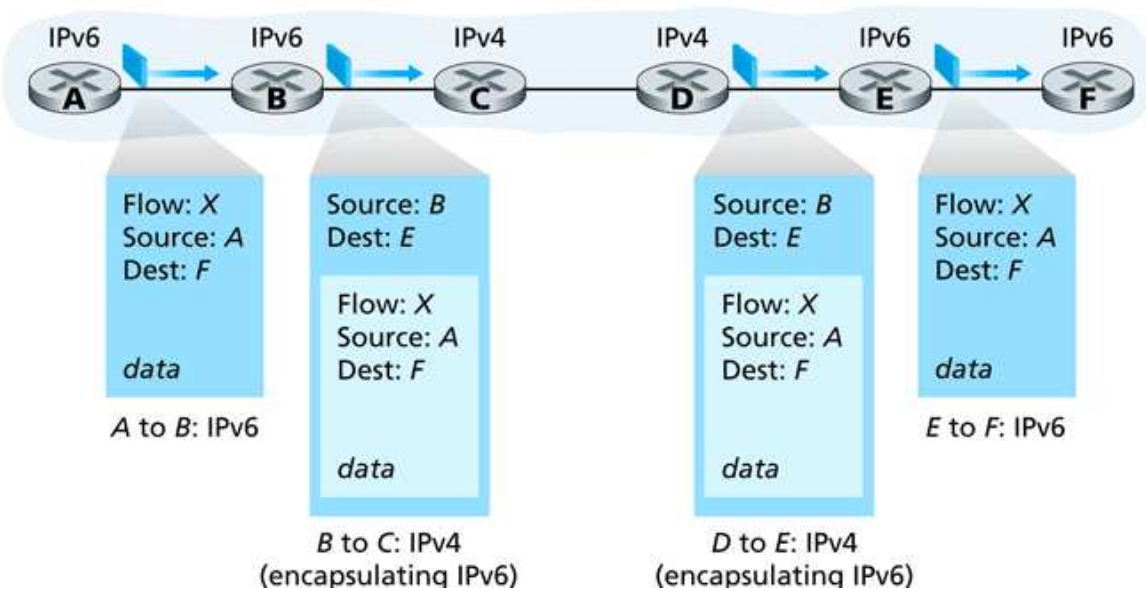 IPv6 IPv6 IPv4 IPv4 IPv6 IPv6
A B C D E F
Flow: X
Source: A
Dest: F
data
A to B: IPv6
Source: B
Dest: E
Flow: X
Source: A
Dest: F
data
B to C: IPv4
(encapsulating IPv6)
Source: B
Dest: E
Flow: X
Source: A
Dest: F
data
D to E: IPv4
(encapsulating IPv6)
Flow: X
Source: A
Dest: F
data
E to F: IPv6